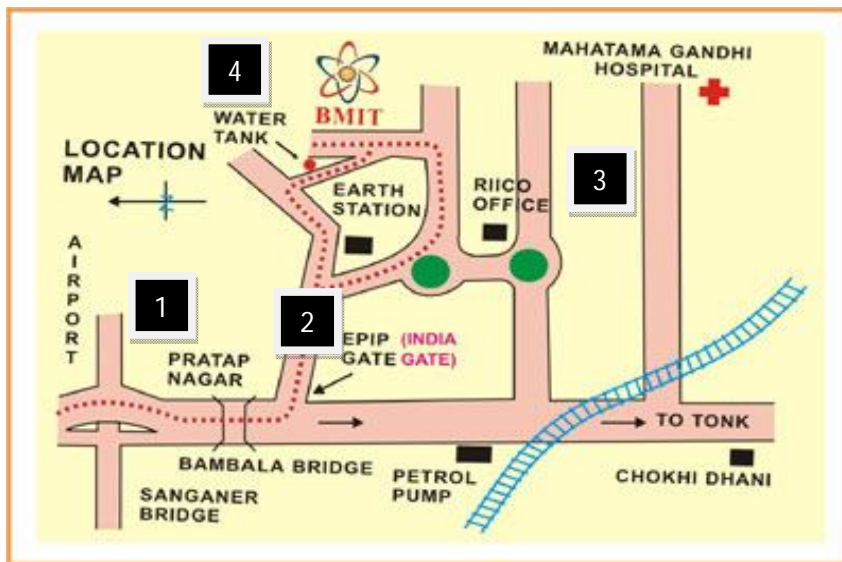 MAHATAMA GANDHI
HOSPITAL
4
BMIT
WATER
TANK
LOCATION
MAP
EARTH
STATION
RIICO
OFFICE
3
AIRPORT
1
2
EPIP (INDIA
GATE GATE)
PRATAP
NAGAR
TO TONK
BAMBALA BRIDGE
PETROL
PUMP
CHOKHI DHANI
SANGANER
BRIDGE